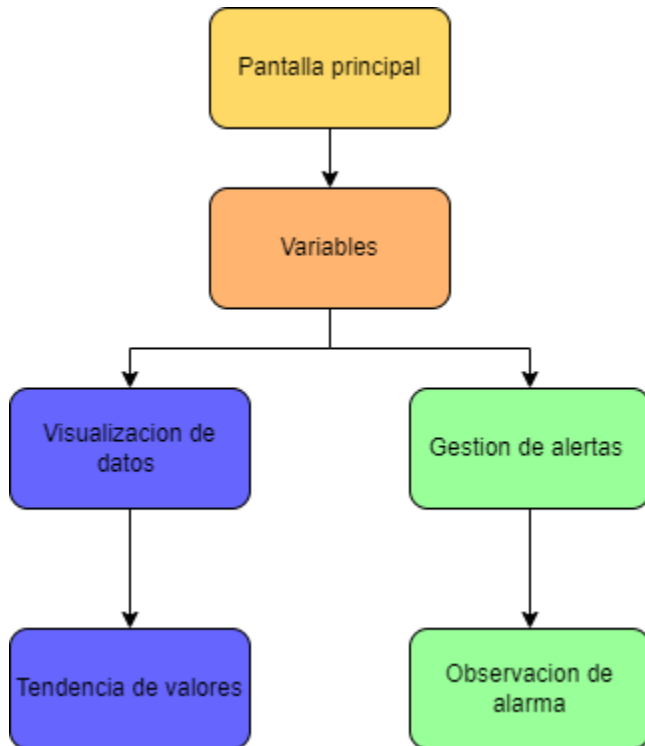 Pantalla principal
Variables
Visualizacion de
datos
Gestion de alertas
Tendencia de valores
Observacion de
alarma